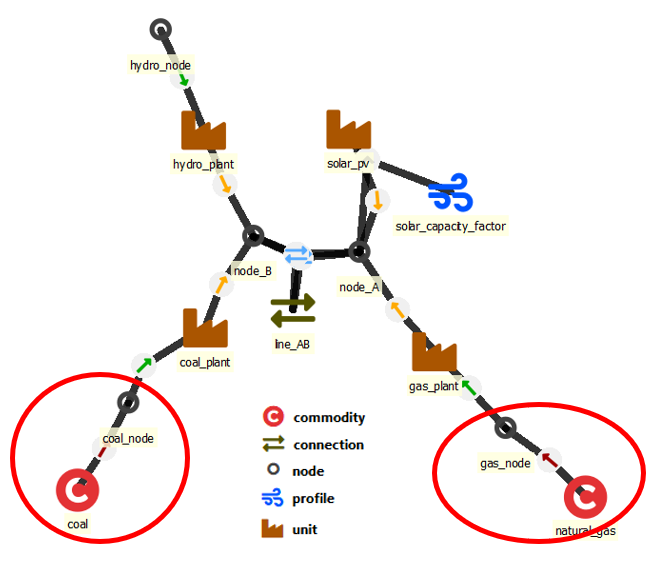 hydro_node
hydro_plant
solar_pv
solar_capacity_factor
node_B
node_A
line_AB
coal_plant
gas_plant
coal_node
gas_node
coal
natural_gas
C commodity
connection
node
profile
unit
C
C